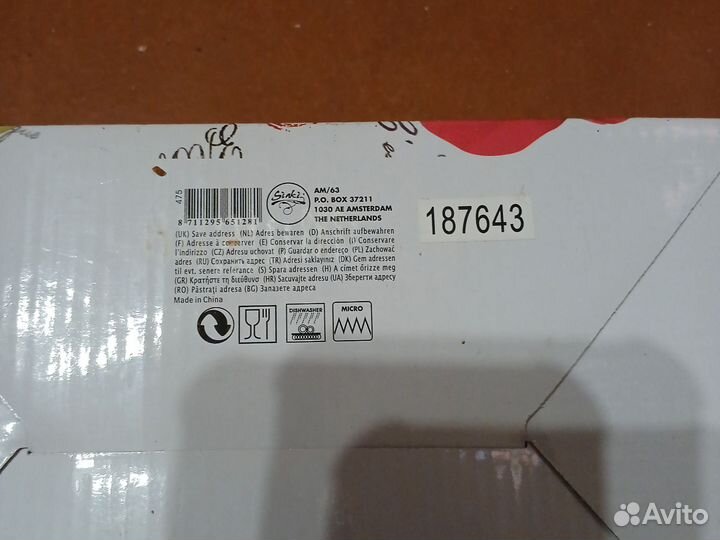 475
8 711295 651281
Sinki
AM/63
P.O. BOX 37211
1030 AE AMSTERDAM
THE NETHERLANDS
187643
(UK) Save address (NL) Adres bewaren (D) Anschrift aufbewahren
(F) Adresse à conserver (E) Conservar la dirección (I) Conservare
l'indirizzo (CZ) Adresu uchovat (P) Guardar o endereço (PL) Zachować
adres (RU) Сохранить адрес (TR) Adresi saklayiniz (DK) Gem adressen
til evt. senere referance (S) Spara adressen (H) A címet őrizze meg
(GR) Κρατήστε τη διεύθυνση (HR) Sacuvajte adresu (UA) Зберегти адресу
(RO) Păstrați adresa (BG) Запазете адреса
Made in China
DISHWASHER
MICRO
Avito